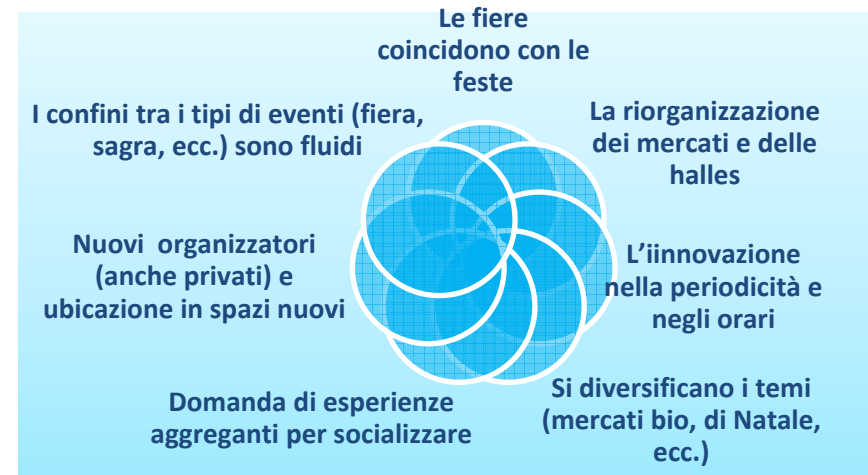 Le fiere
coincidono con le
feste
La riorganizzazione
dei mercati e delle
halles
L'iinnovazione
nella periodicità e
negli orari
Si diversificano i temi
(mercati bio, di Natale,
ecc.)
Domanda di esperienze
aggreganti per socializzare
Nuovi organizzatori
(anche privati) e
ubicazione in spazi nuovi
I confini tra i tipi di eventi (fiera,
sagra, ecc.) sono fluidi